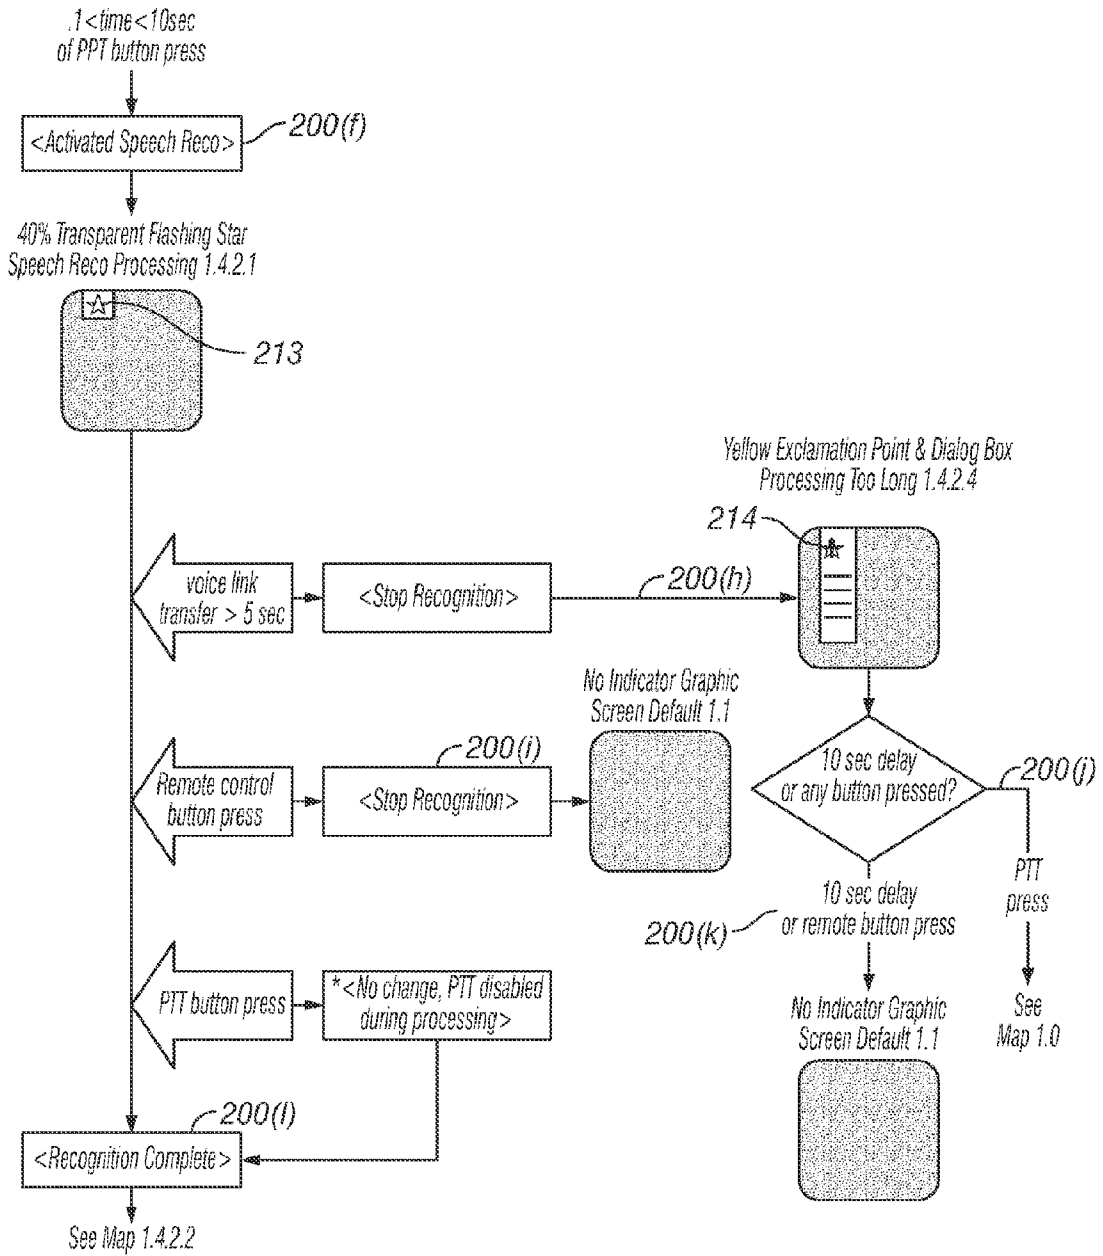 .1<time<10sec
of PPT button press
<Activated Speech Reco>
200(f)
40% Transparent Flashing Star
Speech Reco Processing 1.4.2.1
213
Yellow Exclamation Point & Dialog Box
Processing Too Long 1.4.2.4
214
voice link
transfer > 5 sec
<Stop Recognition>
200(h)
No Indicator Graphic
Screen Default 1.1
Remote control
button press
200(i)
<Stop Recognition>
10 sec delay
or any button pressed?
200(j)
PTT
press
10 sec delay
or remote button press
200(k)
PTT button press
*<No change, PTT disabled
during processing>
See
Map 1.0
No Indicator Graphic
Screen Default 1.1
200(l)
<Recognition Complete>
See Map 1.4.2.2